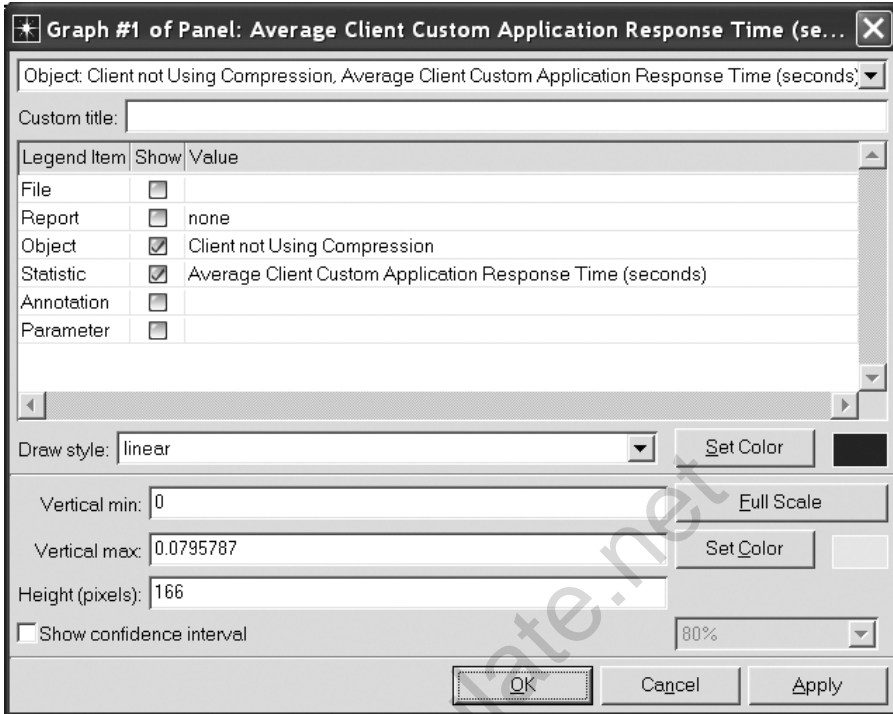 Graph #1 of Panel: Average Client Custom Application Response Time (se...
Object: Client not Using Compression, Average Client Custom Application Response Time (seconds)
Custom title:
Legend Item Show Value
File
Report none
Object Client not Using Compression
Statistic Average Client Custom Application Response Time (seconds)
Annotation
Parameter
Draw style: linear Set Color
Vertical min: 0 Full Scale
Vertical max: 0.0795787 Set Color
Height (pixels): 166
Show confidence interval 80%
OK Cancel Apply